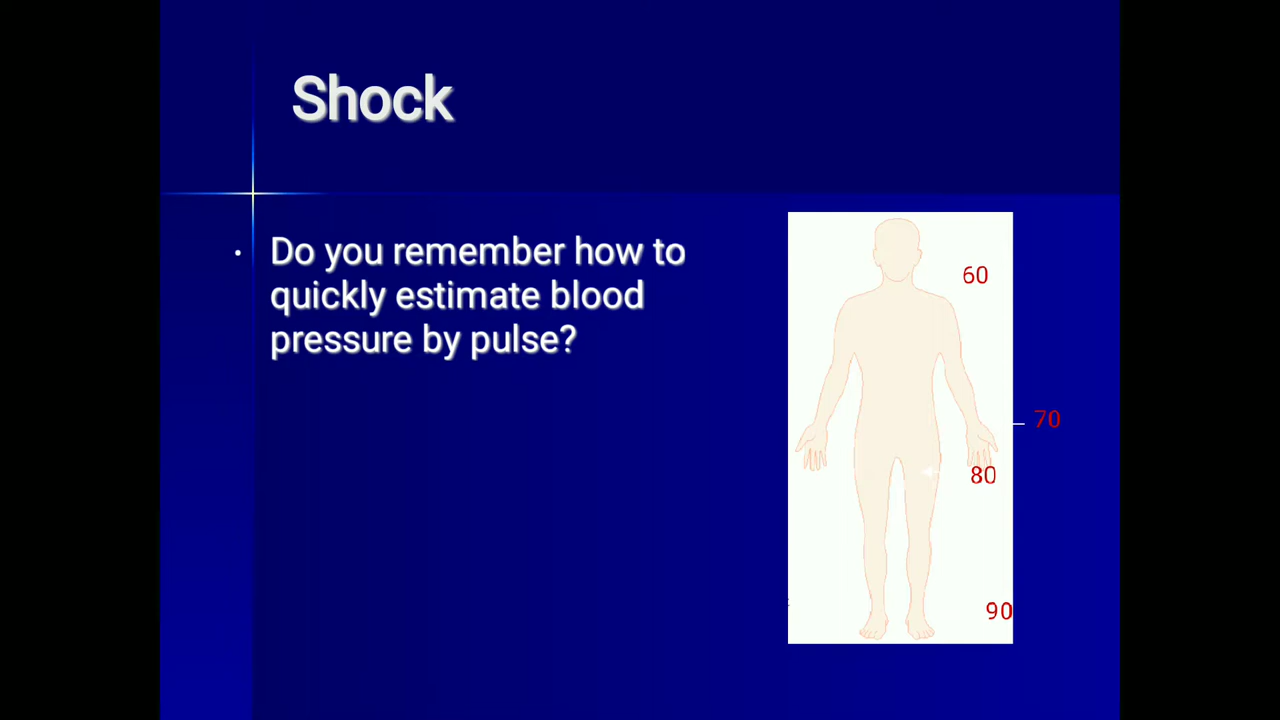 Shock
• Do you remember how to
quickly estimate blood
pressure by pulse?
60
70
80
90